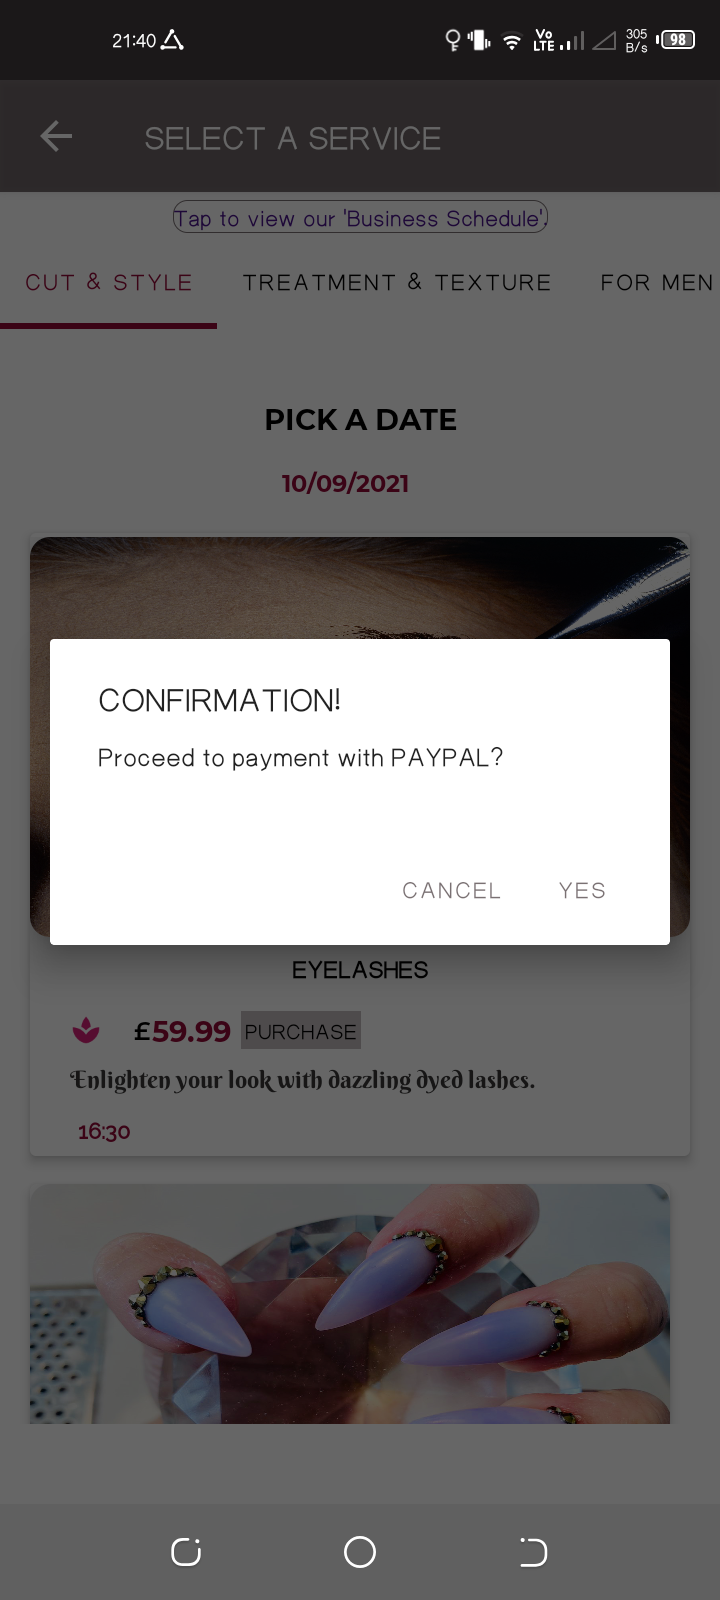 21:40 Vo LTE 305 B/s 98
SELECT A SERVICE
Tap to view our 'Business Schedule'.
CUT & STYLE TREATMENT & TEXTURE FOR MEN
PICK A DATE
10/09/2021
CONFIRMATION!
Proceed to payment with PAYPAL?
CANCEL YES
EYELASHES
£59.99 PURCHASE
Enlighten your look with dazzling dyed lashes.
16:30